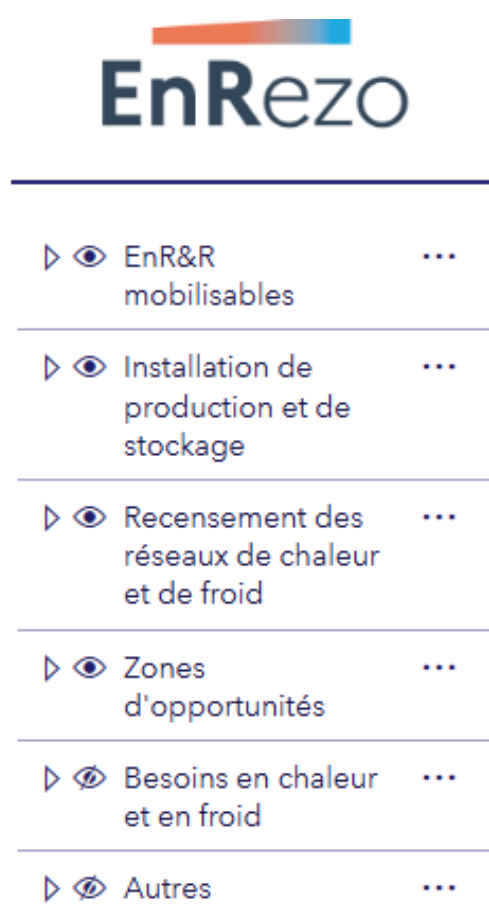 EnRezo
EnR&R
mobilisables
Installation de
production et de
stockage
Recensement des
réseaux de chaleur
et de froid
Zones
d'opportunités
Besoins en chaleur
et en froid
Autres